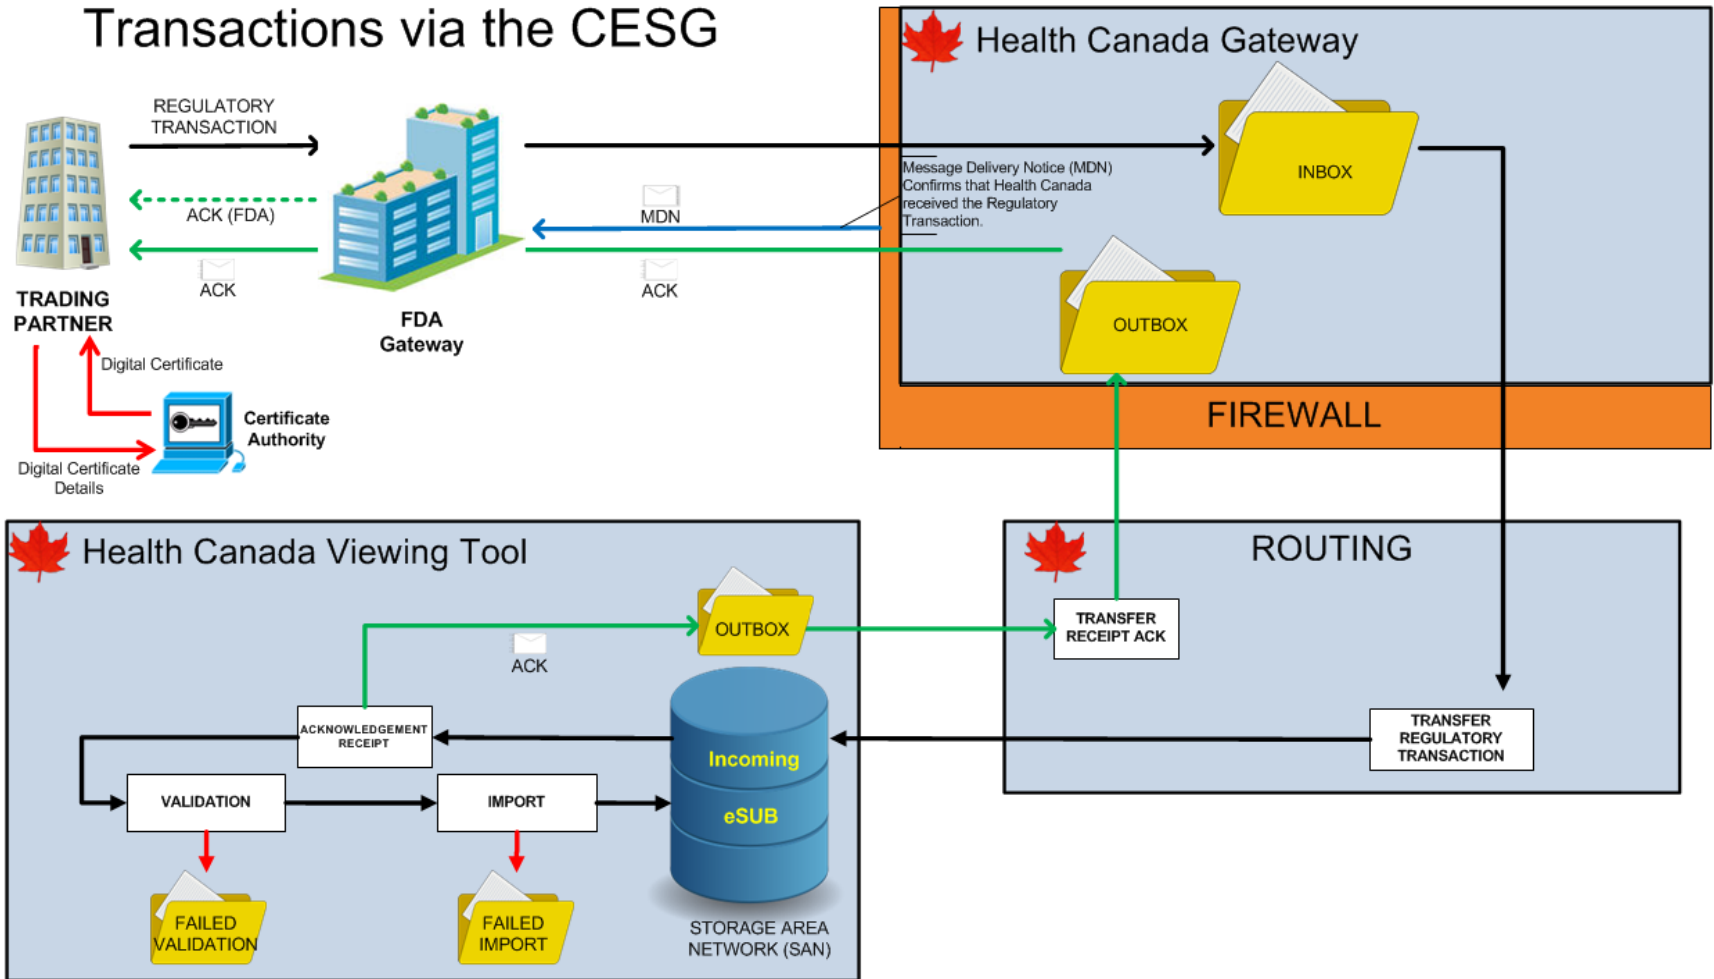 Transactions via the CESG
Health Canada Gateway
REGULATORY
TRANSACTION
ACK (FDA)
ACK
MDN
ACK
Message Delivery Notice (MDN)
Confirms that Health Canada
received the Regulatory
Transaction.
INBOX
OUTBOX
TRADING
PARTNER
FDA
Gateway
Digital Certificate
Certificate
Authority
Digital Certificate
Details
FIREWALL
Health Canada Viewing Tool
OUTBOX
ACK
ACKNOWLEDGEMENT
RECEIPT
VALIDATION
IMPORT
Incoming
eSUB
FAILED
VALIDATION
FAILED
IMPORT
STORAGE AREA
NETWORK (SAN)
ROUTING
TRANSFER
RECEIPT ACK
TRANSFER
REGULATORY
TRANSACTION